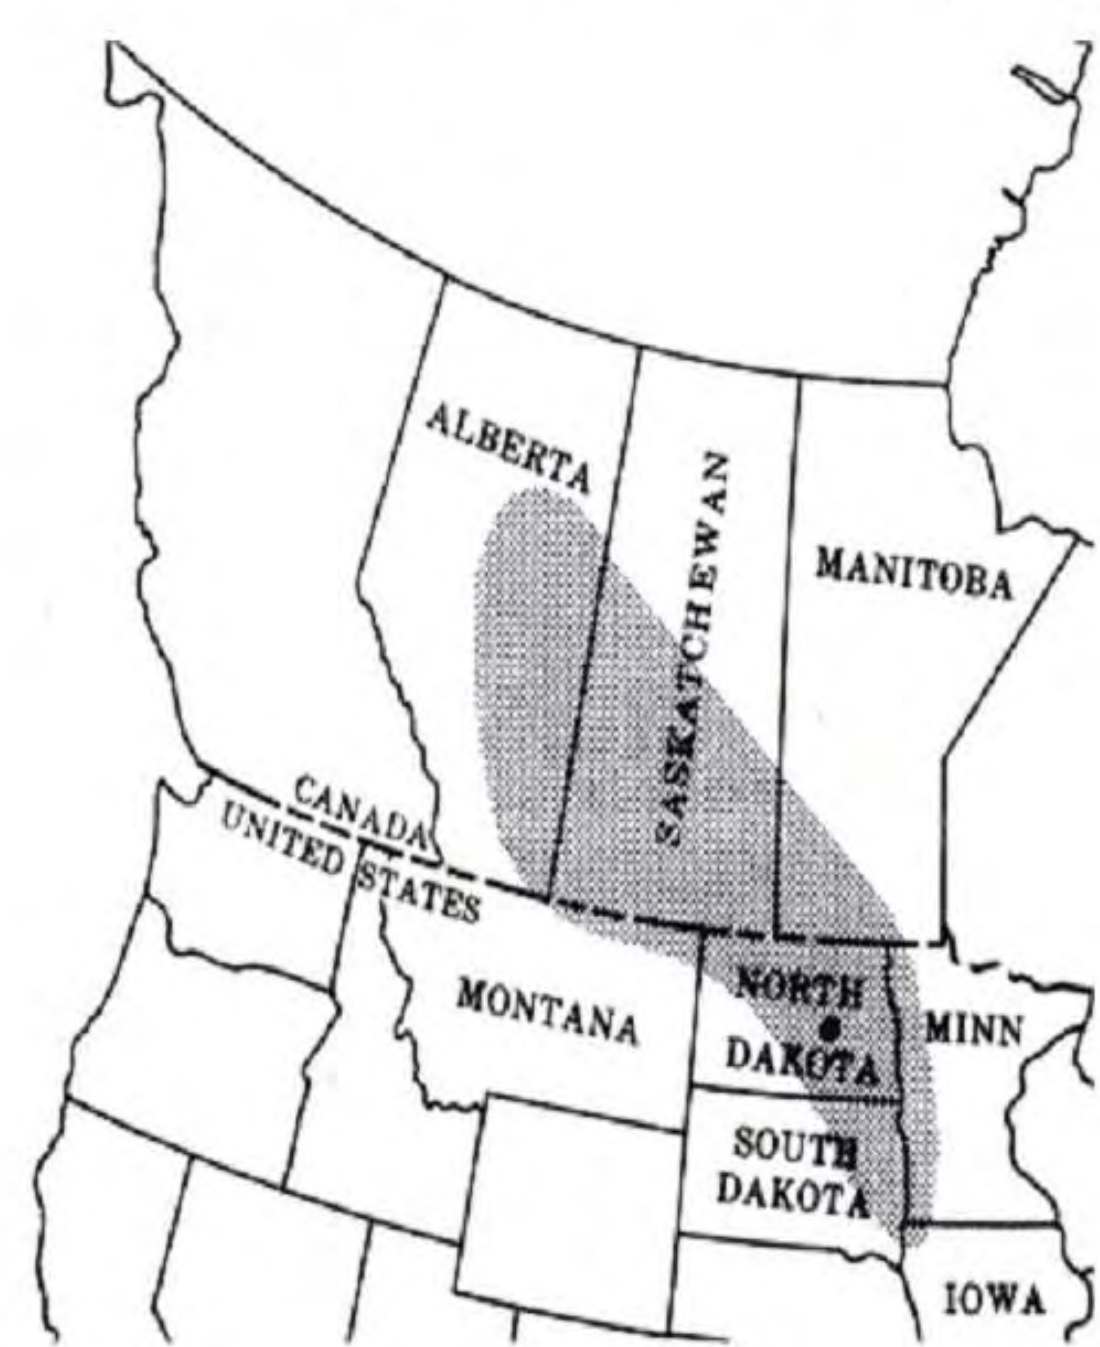 ALBERTA
SASKATCHEWAN
MANITOBA
CANADA
UNITED STATES
MONTANA
NORTH
DAKOTA
MINN
SOUTH
DAKOTA
IOWA